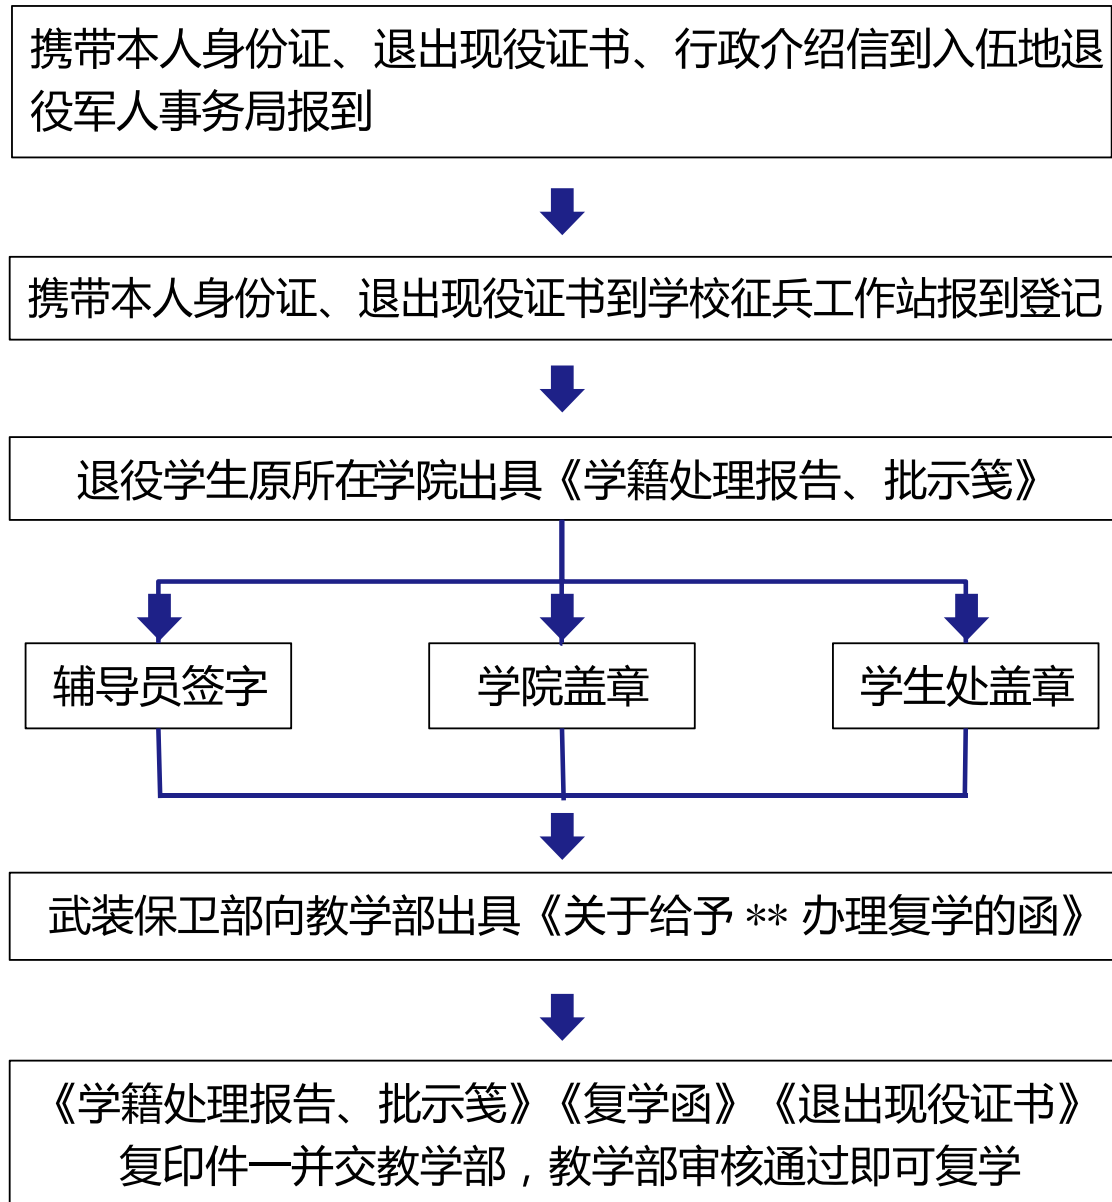 携带本人身份证、退出现役证书、行政介绍信到入伍地退
役军人事务局报到
携带本人身份证、退出现役证书到学校征兵工作站报到登记
退役学生原所在学院出具《学籍处理报告、批示笺》
辅导员签字
学院盖章
学生处盖章
武装保卫部向教学部出具《关于给予 ** 办理复学的函》
《学籍处理报告、批示笺》《复学函》《退出现役证书》
复印件一并交教学部，教学部审核通过即可复学